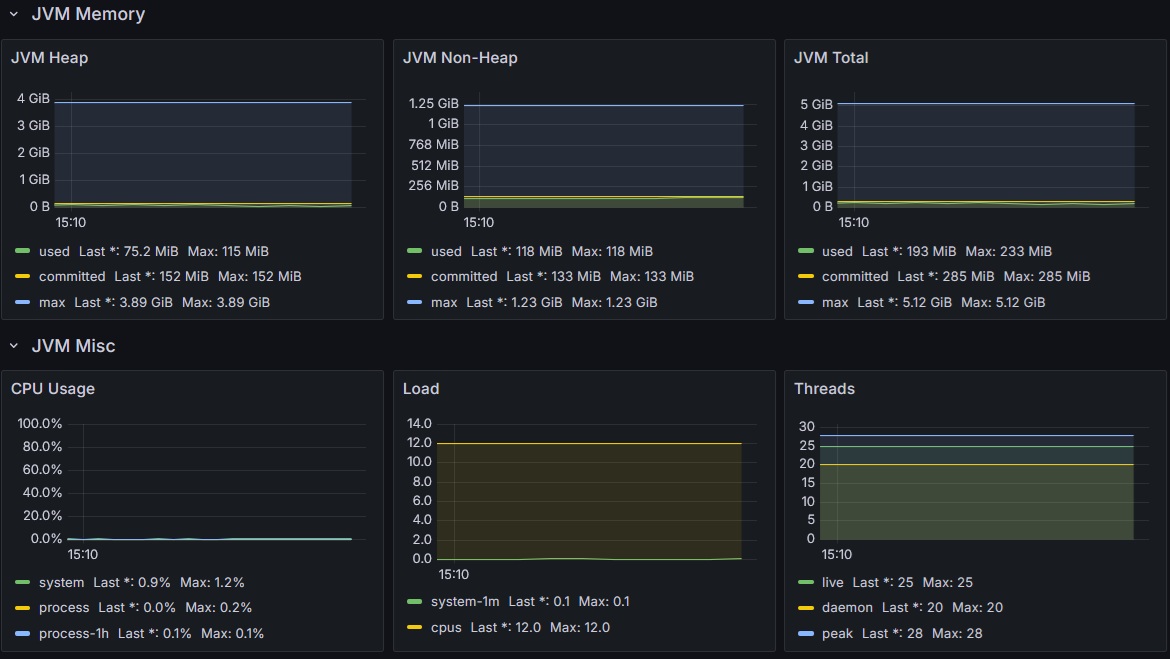 JVM Memory
JVM Heap
4 GiB
3 GiB
2 GiB
1 GiB
0 B
15:10
used Last *: 75.2 MiB Max: 115 MiB
committed Last *: 152 MiB Max: 152 MiB
max Last *: 3.89 GiB Max: 3.89 GiB
JVM Non-Heap
1.25 GiB
1 GiB
768 MiB
512 MiB
256 MiB
0 B
15:10
used Last *: 118 MiB Max: 118 MiB
committed Last *: 133 MiB Max: 133 MiB
max Last *: 1.23 GiB Max: 1.23 GiB
JVM Total
5 GiB
4 GiB
3 GiB
2 GiB
1 GiB
0 B
15:10
used Last *: 193 MiB Max: 233 MiB
committed Last *: 285 MiB Max: 285 MiB
max Last *: 5.12 GiB Max: 5.12 GiB
JVM Misc
CPU Usage
100.0%
80.0%
60.0%
40.0%
20.0%
0.0%
15:10
system Last *: 0.9% Max: 1.2%
process Last *: 0.0% Max: 0.2%
process-1h Last *: 0.1% Max: 0.1%
Load
14.0
12.0
10.0
8.0
6.0
4.0
2.0
0.0
15:10
system-1m Last *: 0.1 Max: 0.1
cpus Last *: 12.0 Max: 12.0
Threads
30
25
20
15
10
5
0
15:10
live Last *: 25 Max: 25
daemon Last *: 20 Max: 20
peak Last *: 28 Max: 28